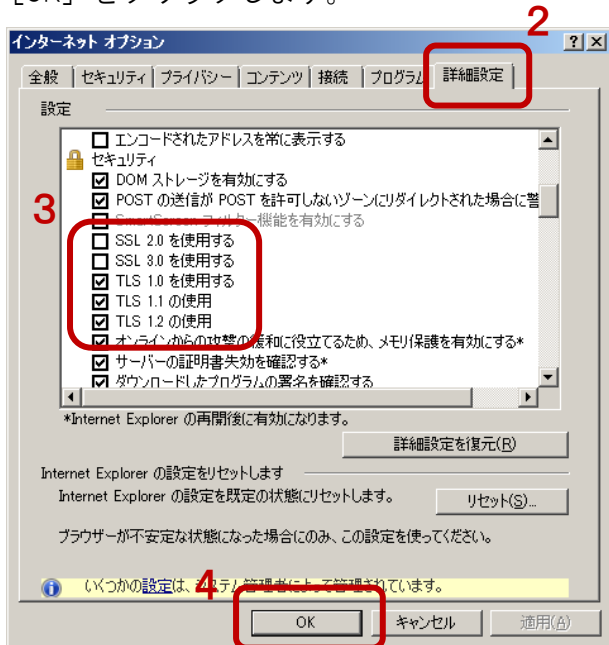 [OK] をクリックします。
2
インターネット オプション
全般 セキュリティ プライバシー コンテンツ 接続 プログラム 詳細設定
設定
エンコードされたアドレスを常に表示する
セキュリティ
DOM ストレージを有効にする
POST の送信が POST を許可しないゾーンにリダイレクトされた場合に警
3
SmartScreen フィルター機能を有効にする
SSL 2.0 を使用する
SSL 3.0 を使用する
TLS 1.0 を使用する
TLS 1.1 の使用
TLS 1.2 の使用
オンラインからの攻撃の緩和に役立てるため、メモリ保護を有効にする*
サーバーの証明書失効を確認する*
ダウンロードしたプログラムの署名を確認する
*Internet Explorer の再開後に有効になります。
詳細設定を復元(R)
Internet Explorer の設定をリセットします
Internet Explorer の設定を既定の状態にリセットします。
リセット(S)...
ブラウザーが不安定な状態になった場合にのみ、この設定を使ってください。
いくつかの設定は、システム管理者によって管理されています。
4
OK キャンセル 適用(A)